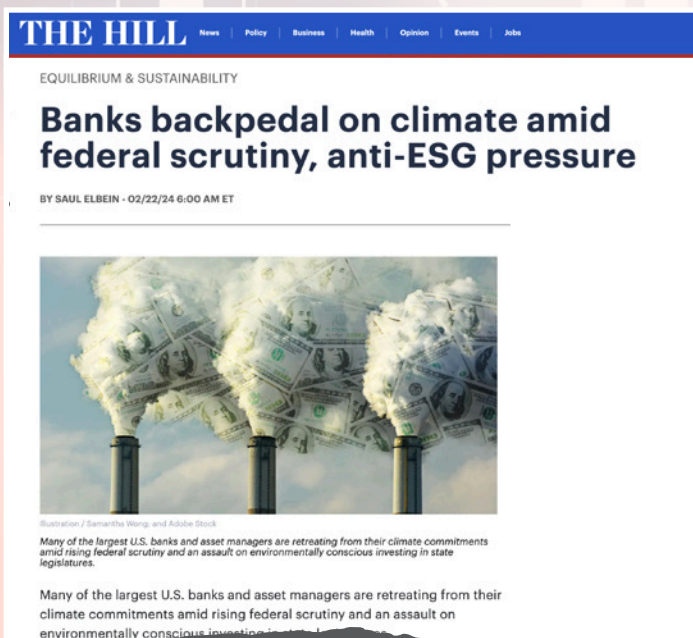 THE HILL
News | Policy | Business | Health | Opinion | Events | Jobs
EQUILIBRIUM & SUSTAINABILITY
Banks backpedal on climate amid
federal scrutiny, anti-ESG pressure
BY SAUL ELBEIN - 02/22/24 6:00 AM ET
Illustration / Samantha Wong; and Adobe Stock
Many of the largest U.S. banks and asset managers are retreating from their climate commitments
amid rising federal scrutiny and an assault on environmentally conscious investing in state
legislatures.
Many of the largest U.S. banks and asset managers are retreating from their
climate commitments amid rising federal scrutiny and an assault on
environmentally conscious investing in state